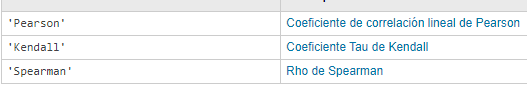 'Pearson' Coeficiente de correlación lineal de Pearson
'Kendall' Coeficiente Tau de Kendall
'Spearman' Rho de Spearman